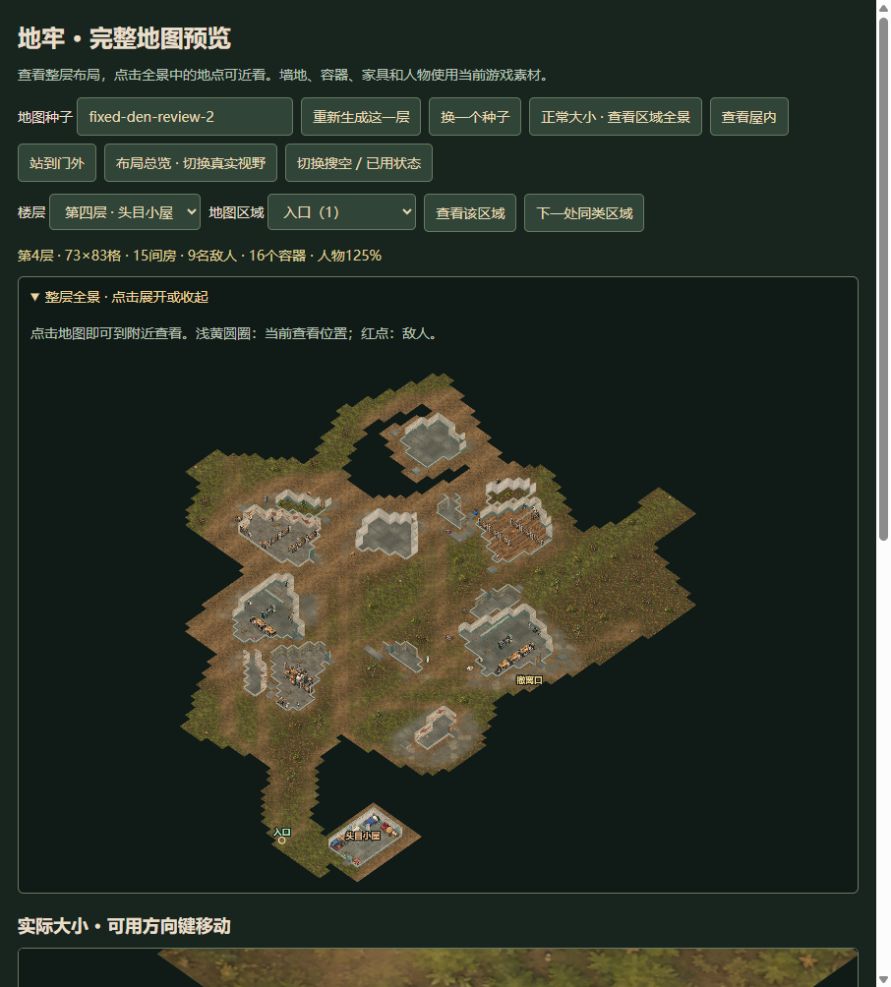 地牢 · 完整地图预览
查看整层布局，点击全景中的地点可近看。墙地、容器、家具和人物使用当前游戏素材。
地图种子 fixed-den-review-2 重新生成这一层 换一个种子 正常大小 · 查看区域全景 查看屋内
站到门外 布局总览 · 切换真实视野 切换搜空 / 已用状态
楼层 第四层 · 头目小屋 地图区域 入口（1） 查看该区域 下一处同类区域
第4层 · 73×83格 · 15间房 · 9名敌人 · 16个容器 · 人物125%
▼ 整层全景 · 点击展开或收起
点击地图即可到附近查看。浅黄圆圈：当前查看位置；红点：敌人。
撤离口
入口
头目小屋
实际大小 · 可用方向键移动